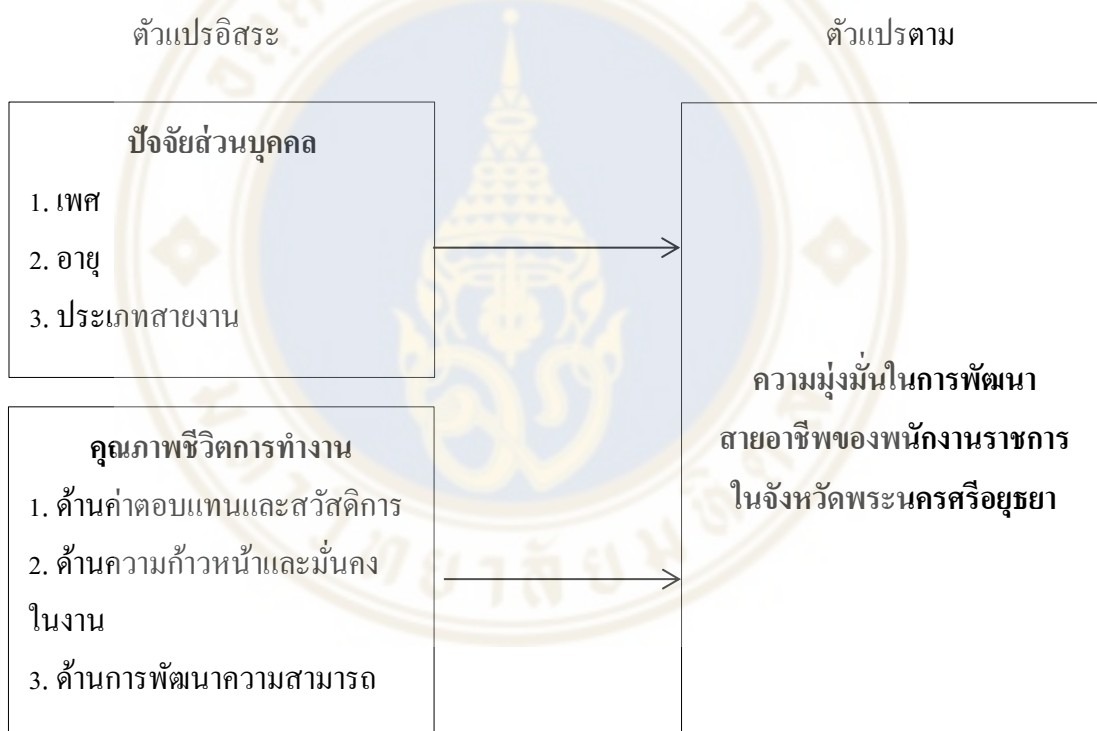 ตัวแปรอิสระ
ตัวแปรตาม
ปัจจัยส่วนบุคคล
1. เพศ
2. อายุ
3. ประเภทสายงาน
คุณภาพชีวิตการทำงาน
1. ด้านค่าตอบแทนและสวัสดิการ
2. ด้านความก้าวหน้าและมั่นคง
ในงาน
3. ด้านการพัฒนาความสามารถ
ความมุ่งมั่นในการพัฒนา
สายอาชีพของพนักงานราชการ
ในจังหวัดพระนครศรีอยุธยา